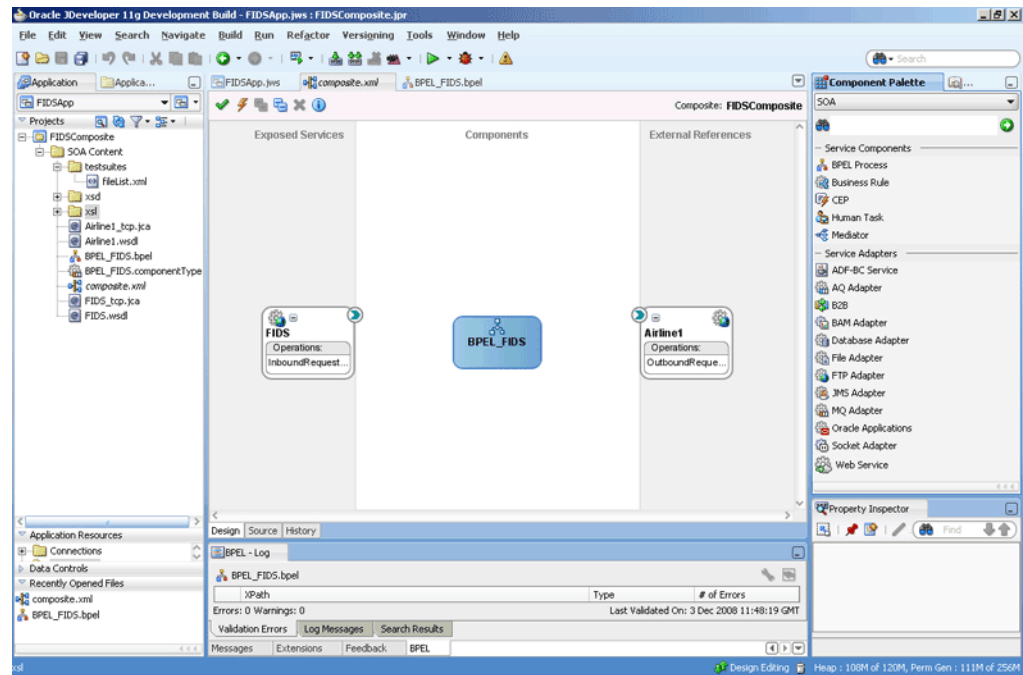 Oracle JDeveloper 11g Development Build - FIDSApp.jws : FIDSComposite.jpr
File Edit View Search Navigate Build Run Refactor Versioning Tools Window Help
Search
Application
Applica...
FIDSApp
Projects
FIDSComposite
SOA Content
testsuites
fileList.xml
xsd
xsl
Airline1_tcp.jca
Airline1.wsdl
BPEL_FIDS.bpel
BPEL_FIDS.componentType
composite.xml
FIDS_tcp.jca
FIDS.wsdl
Application Resources
Connections
Data Controls
Recently Opened Files
composite.xml
BPEL_FIDS.bpel
FIDSApp.jws
composite.xml
BPEL_FIDS.bpel
Composite: FIDSComposite
Exposed Services
Components
External References
FIDS
Operations:
InboundRequest...
BPEL_FIDS
Airline1
Operations:
OutboundReque...
Design Source History
BPEL - Log
BPEL_FIDS.bpel
XPath Type # of Errors
Errors: 0 Warnings: 0 Last Validated On: 3 Dec 2008 11:48:19 GMT
Validation Errors Log Messages Search Results
Messages Extensions Feedback BPEL
Component Palette
SOA
Service Components
BPEL Process
Business Rule
CEP
Human Task
Mediator
Service Adapters
ADF-BC Service
AQ Adapter
B2B
BAM Adapter
Database Adapter
File Adapter
FTP Adapter
JMS Adapter
MQ Adapter
Oracle Applications
Socket Adapter
Web Service
Property Inspector
Find
xsl
Design Editing
Heap : 108M of 120M, Perm Gen : 111M of 256M